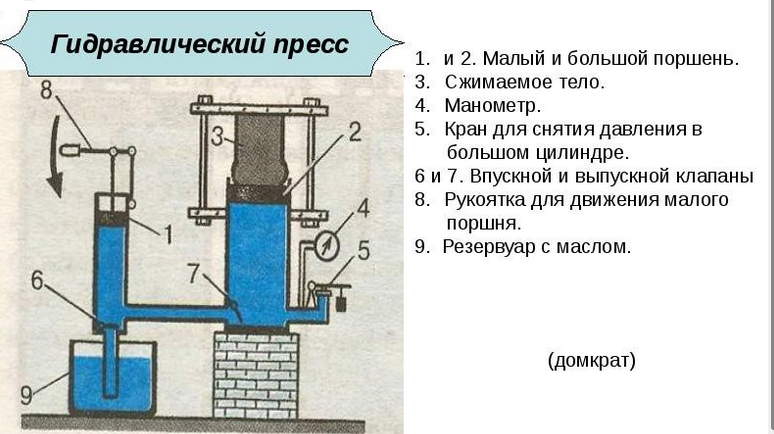 Гидравлический пресс
1. и 2. Малый и большой поршень.
3. Сжимаемое тело.
4. Манометр.
5. Кран для снятия давления в
большом цилиндре.
6 и 7. Впускной и выпускной клапаны
8. Рукоятка для движения малого
поршня.
9. Резервуар с маслом.
(домкрат)
8
3
2
1
4
5
7
6
9